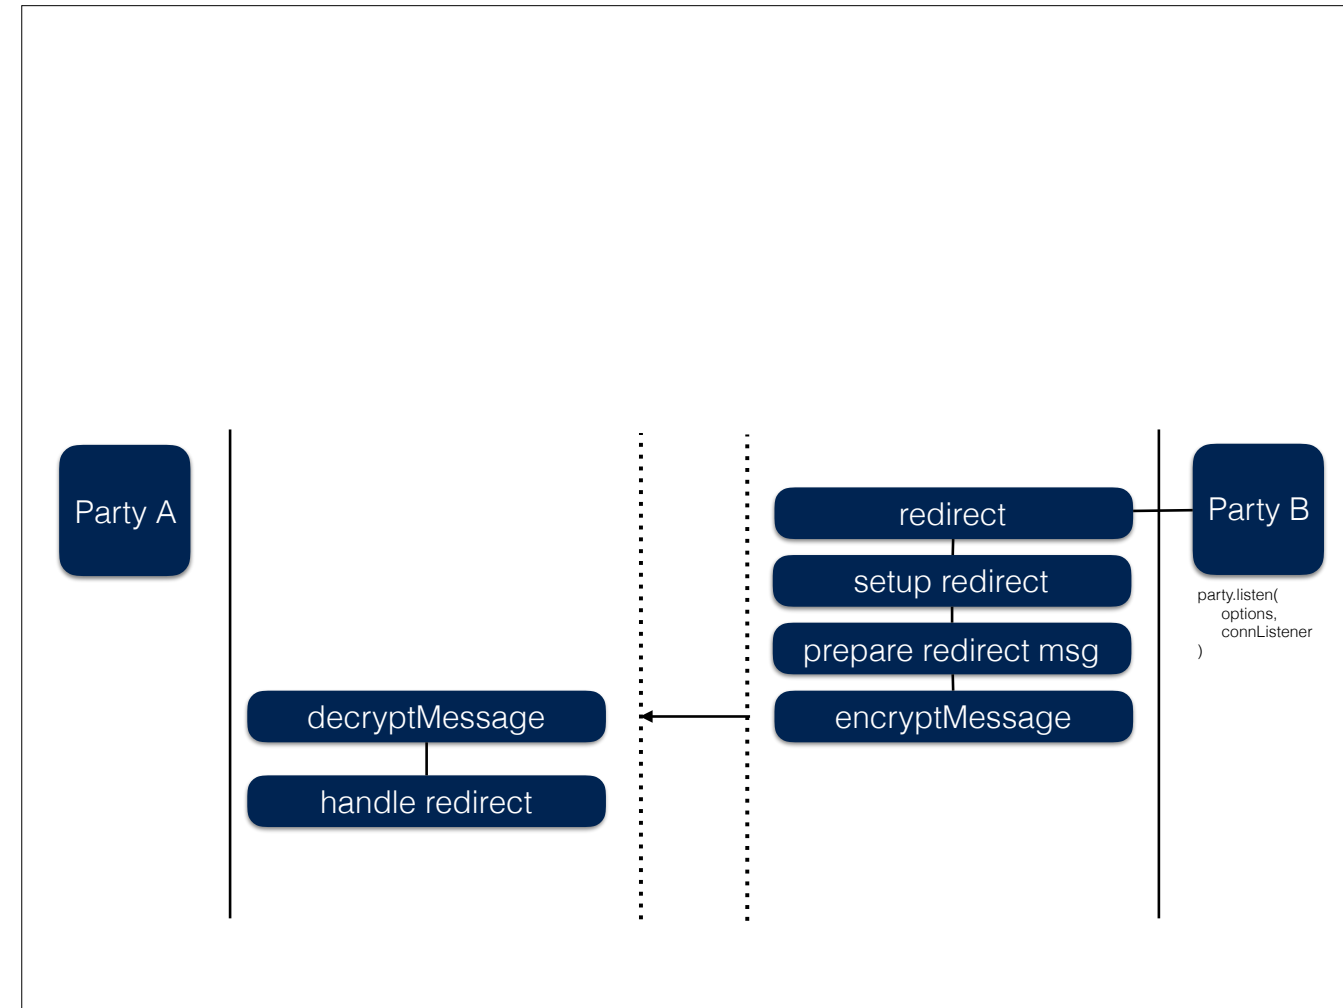 Party A
redirect
Party B
setup redirect
party.listen(
options,
connListener
)
prepare redirect msg
decryptMessage
encryptMessage
handle redirect